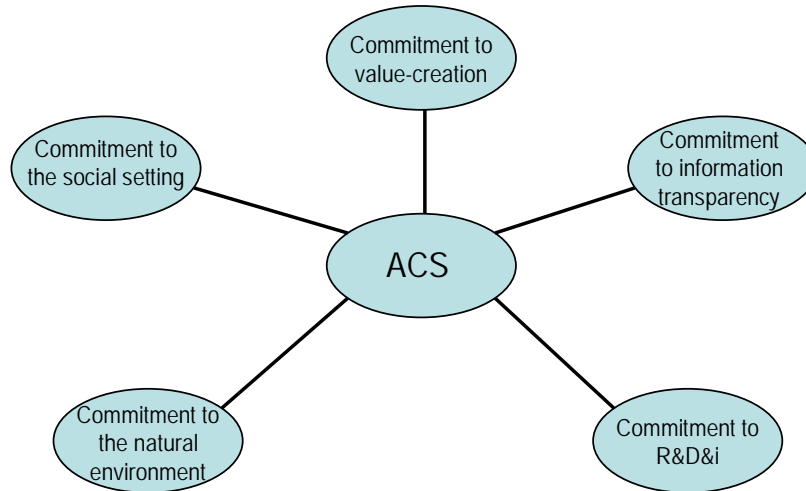 Commitment to
value-creation
Commitment to
the social setting
Commitment
to information
transparency
ACS
Commitment to
the natural
environment
Commitment to
R&D&i